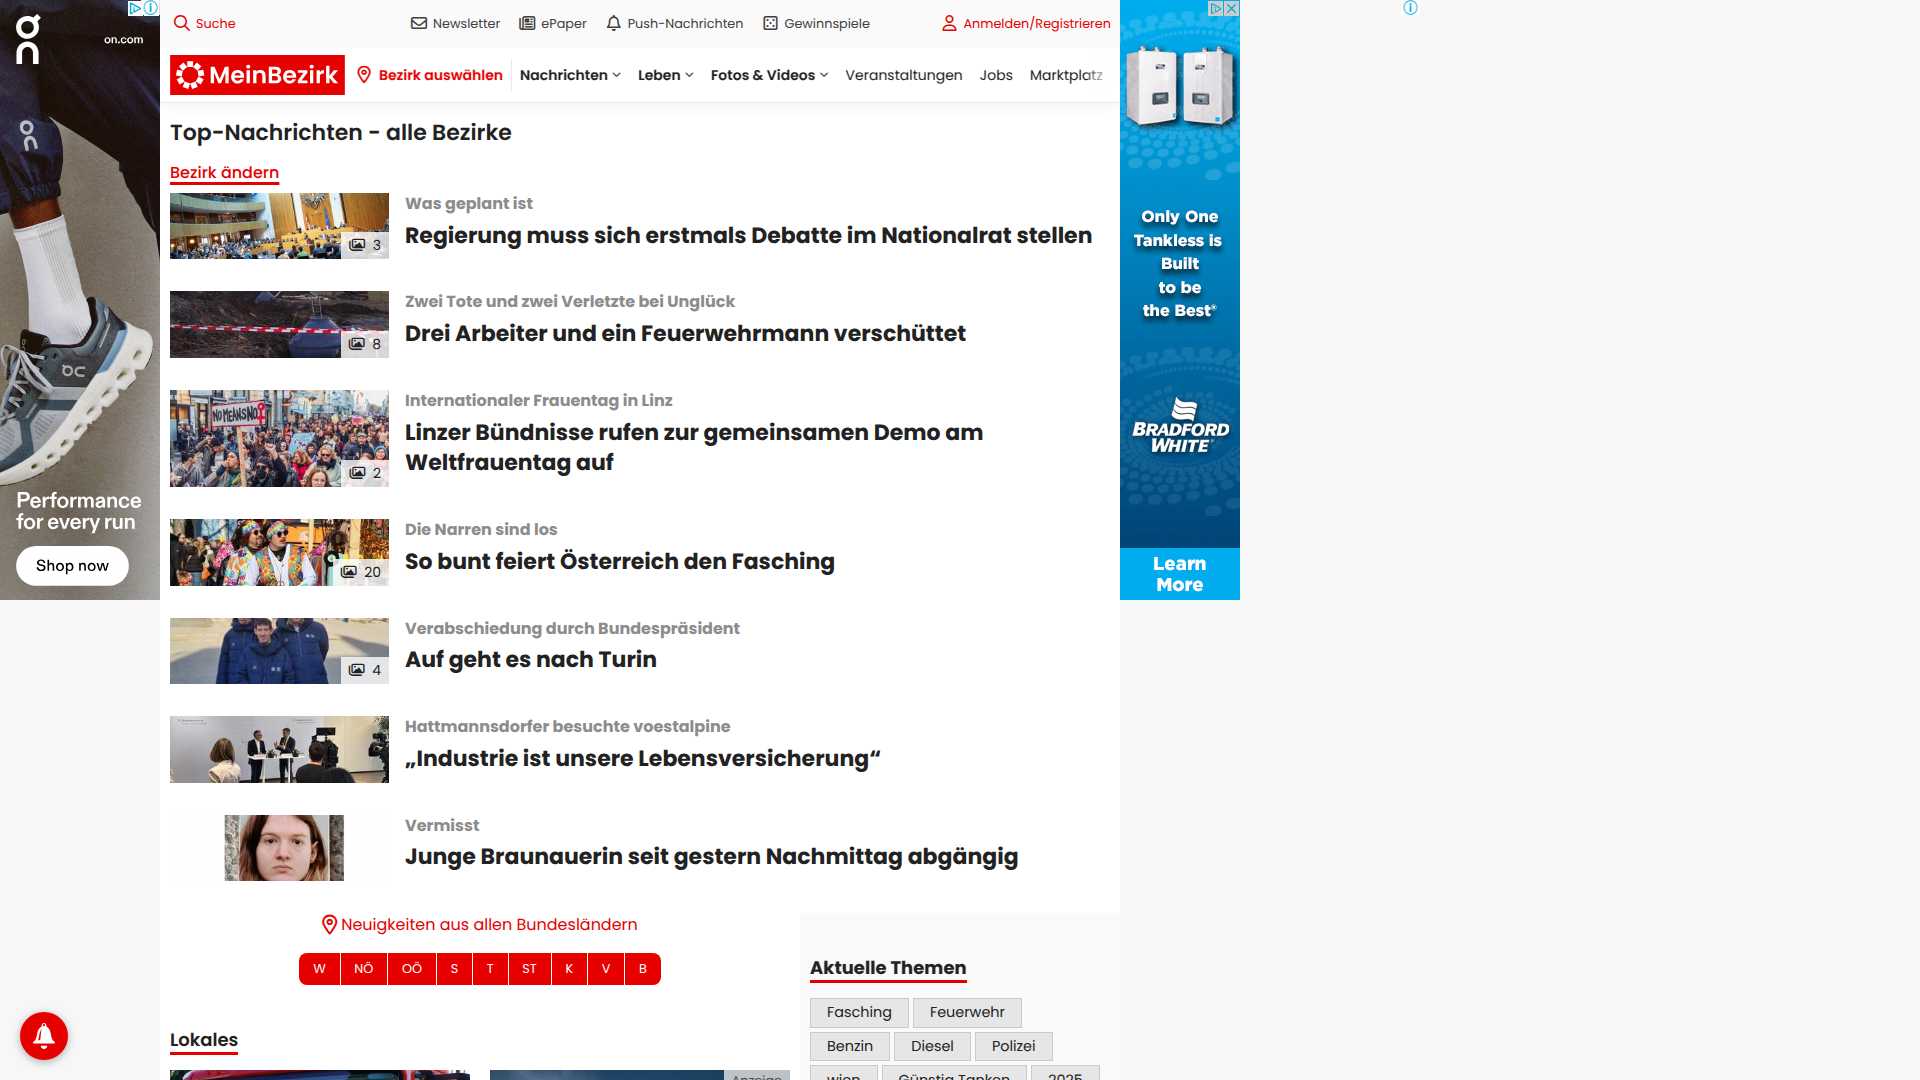 on.com
Performance
for every run
Shop now
Suche
Newsletter
ePaper
Push-Nachrichten
Gewinnspiele
Anmelden/Registrieren
MeinBezirk
Bezirk auswählen
Nachrichten
Leben
Fotos & Videos
Veranstaltungen
Jobs
Marktplatz
Top-Nachrichten - alle Bezirke
Bezirk ändern
3
Was geplant ist
Regierung muss sich erstmals Debatte im Nationalrat stellen
8
Zwei Tote und zwei Verletzte bei Unglück
Drei Arbeiter und ein Feuerwehrmann verschüttet
NO MEANS NO
2
Internationaler Frauentag in Linz
Linzer Bündnisse rufen zur gemeinsamen Demo am
Weltfrauentag auf
20
Die Narren sind los
So bunt feiert Österreich den Fasching
4
Verabschiedung durch Bundespräsident
Auf geht es nach Turin
Hattmannsdorfer besuchte voestalpine
„Industrie ist unsere Lebensversicherung“
Vermisst
Junge Braunauerin seit gestern Nachmittag abgängig
Neuigkeiten aus allen Bundesländern
W
NÖ
OÖ
S
T
ST
K
V
B
Lokales
Anzeige
Aktuelle Themen
Fasching
Feuerwehr
Benzin
Diesel
Polizei
wien
Günstig Tanken
2025
Only One
Tankless is
Built
to be
the Best®
BRADFORD
WHITE
Learn
More